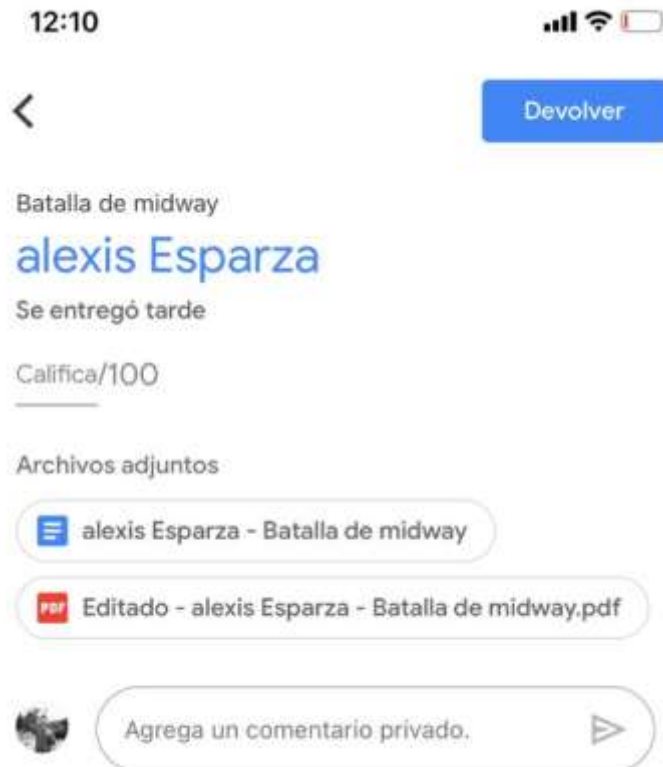 12:10
Devolver
Batalla de midway
alexis Esparza
Se entregó tarde
Califica/100
Archivos adjuntos
alexis Esparza - Batalla de midway
PDF Editado - alexis Esparza - Batalla de midway.pdf
Agrega un comentario privado.